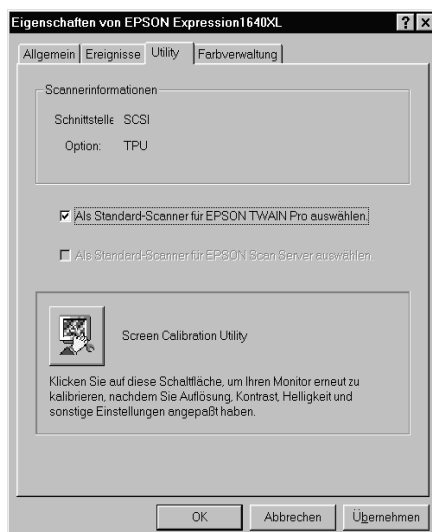 Eigenschaften von EPSON Expression1640XL
Allgemein Ereignisse Utility Farbverwaltung
Scannerinformationen
Schnittstelle SCSI
Option: TPU
Als Standard-Scanner für EPSON TWAIN Pro auswählen.
Als Standard-Scanner für EPSON Scan Server auswählen
Screen Calibration Utility
Klicken Sie auf diese Schaltfläche, um Ihren Monitor erneut zu
kalibrieren, nachdem Sie Auflösung, Kontrast, Helligkeit und
sonstige Einstellungen angepaßt haben.
OK Abbrechen Übernehmen